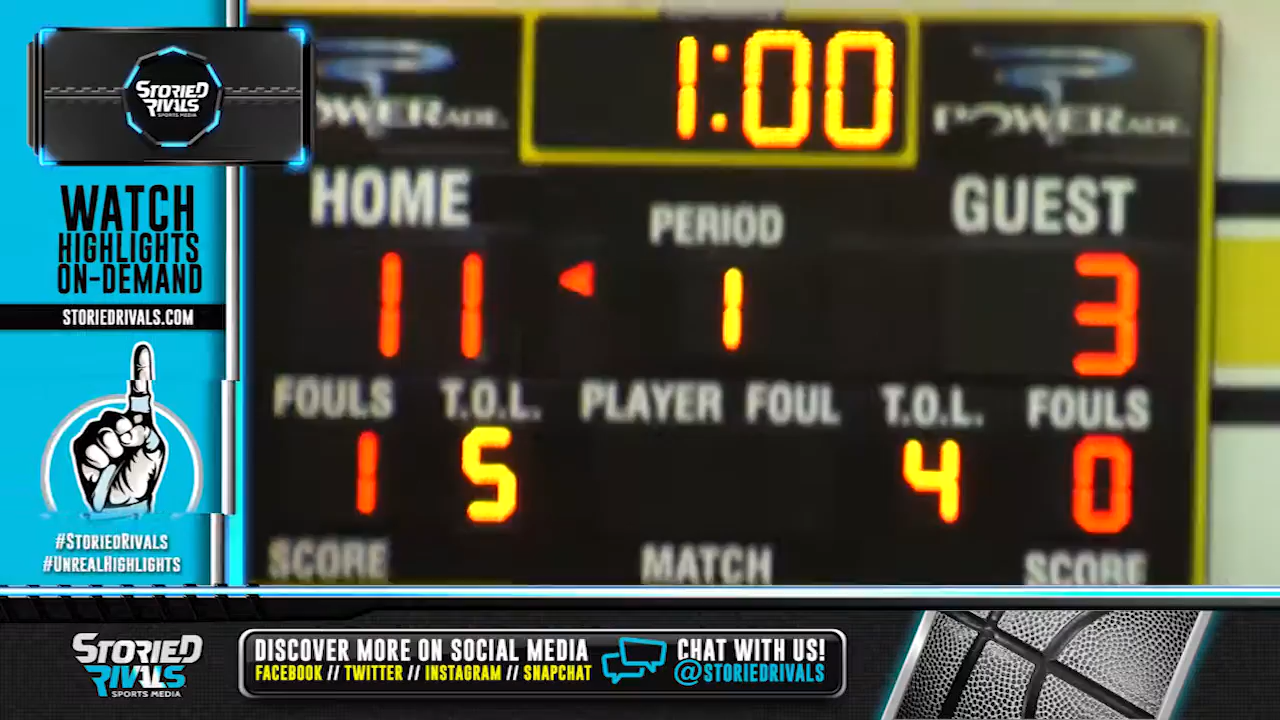 STORIED
RIVALS
SPORTS MEDIA
WATCH
HIGHLIGHTS
ON-DEMAND
STORIEDRIVALS.COM
#STORIEDRIVALS
#UNREALHIGHLIGHTS
POWERADE
1:00
POWERADE
HOME
PERIOD
GUEST
11
1
3
FOULS
T.O.L.
PLAYER FOUL
T.O.L.
FOULS
1
5
4
0
SCORE
MATCH
SCORE
STORIED
RIVALS
SPORTS MEDIA
DISCOVER MORE ON SOCIAL MEDIA
FACEBOOK // TWITTER // INSTAGRAM // SNAPCHAT
CHAT WITH US!
@STORIEDRIVALS